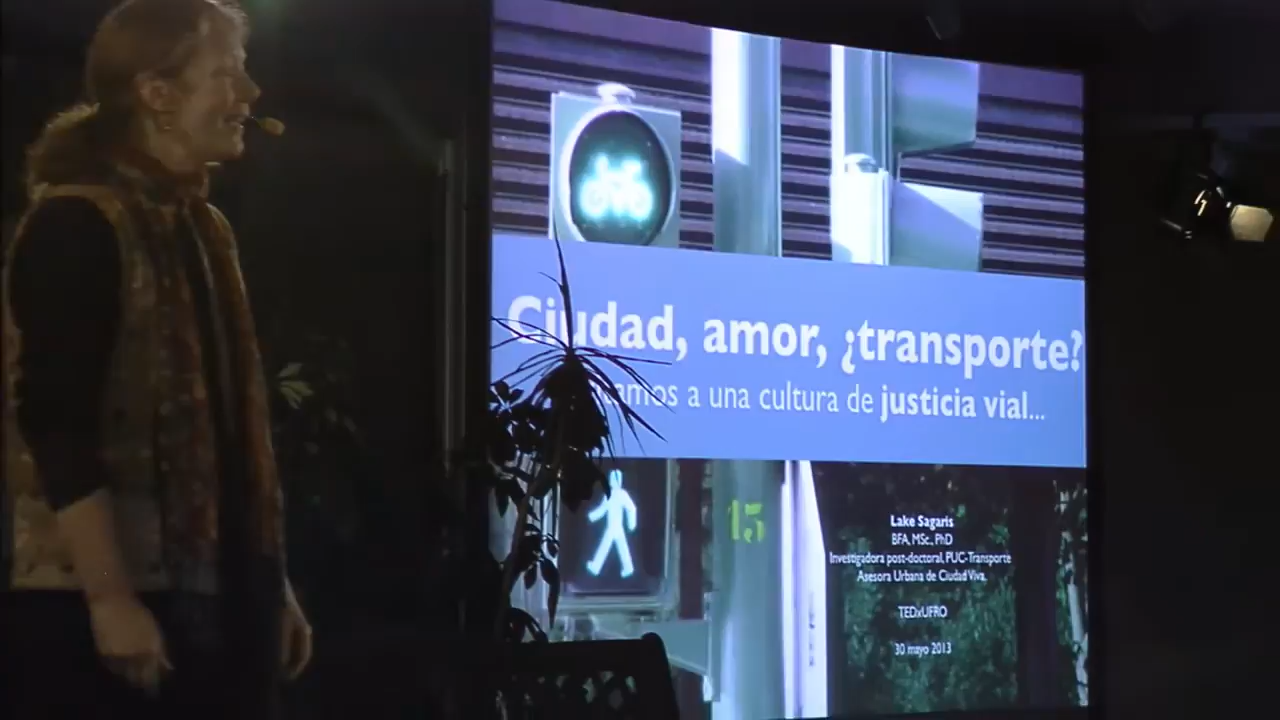 Ciudad, amor, ¿transporte?
a una cultura de justicia vial...
15
Lake Sagaris
BFA, MSc., PhD
Investigadora post-doctoral, PUC-Transporte
Asesora Urbana de Ciudad Viva.
TEDxUFRO
30 mayo 2013